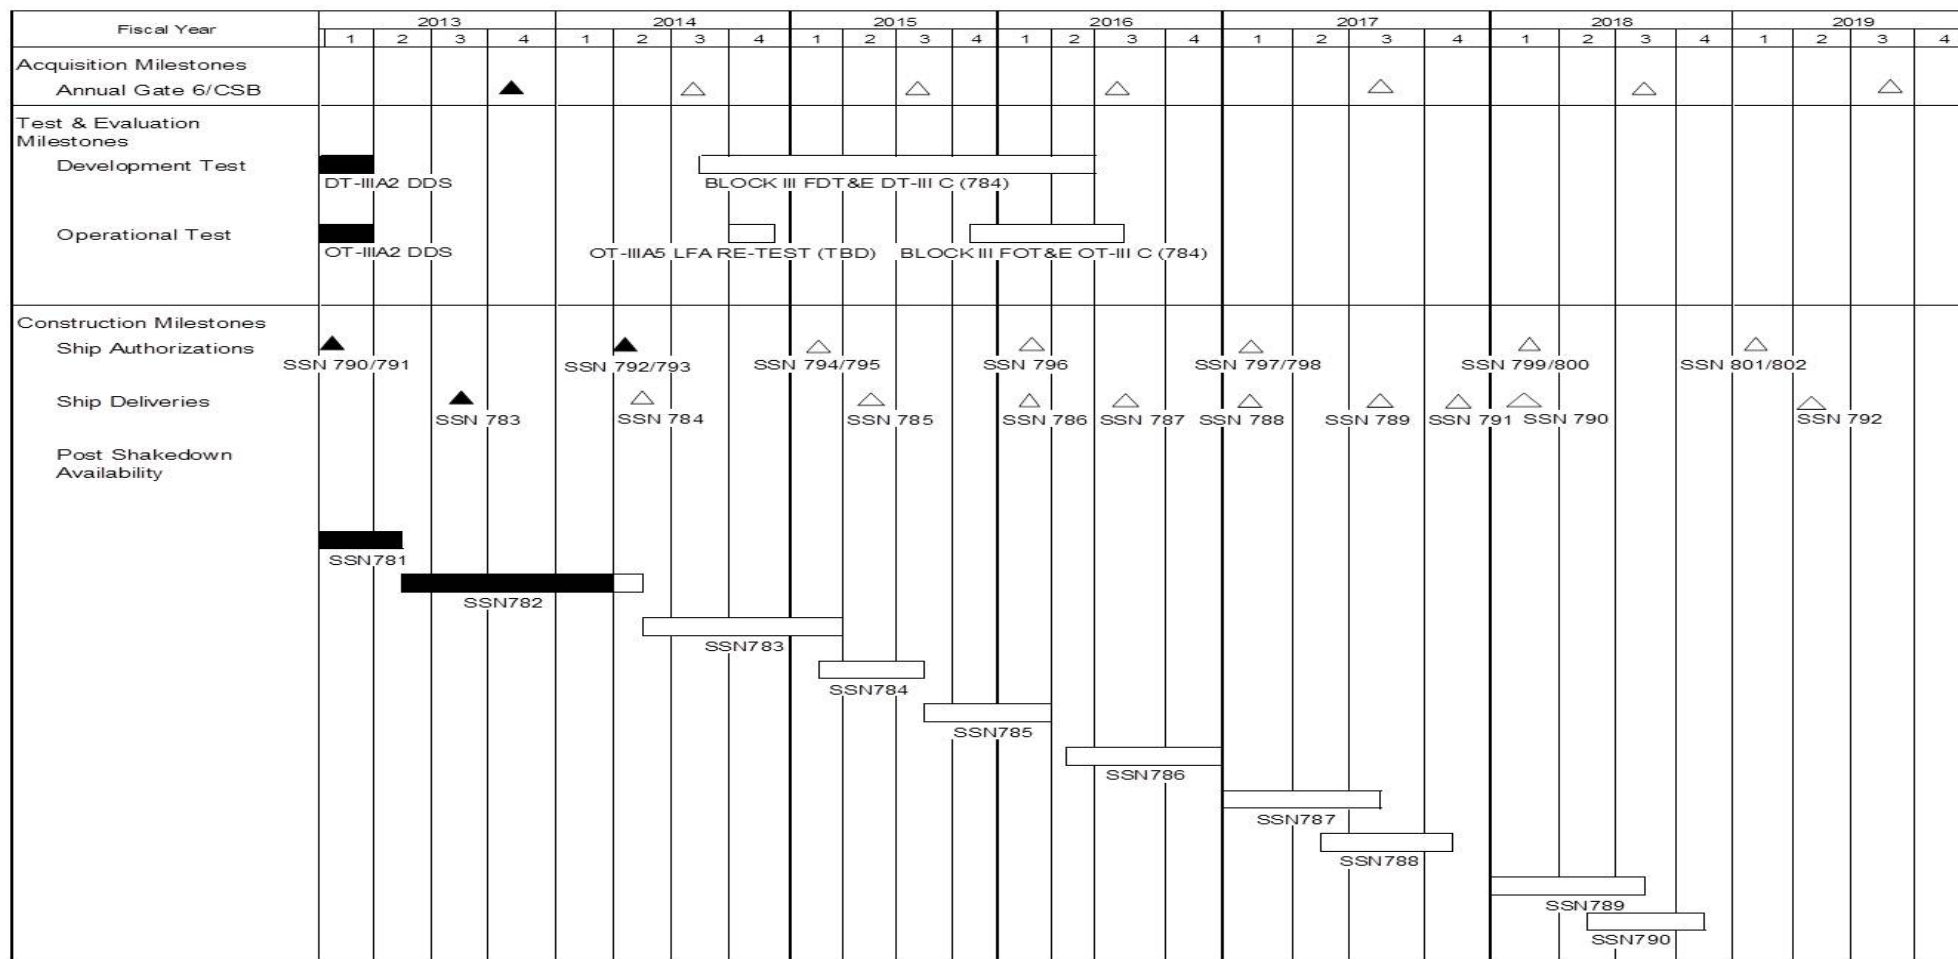 Fiscal Year 2013 2014 2015 2016 2017 2018 2019
1 2 3 4 1 2 3 4 1 2 3 4 1 2 3 4 1 2 3 4 1 2 3 4 1 2 3 4
Acquisition Milestones
Annual Gate 6/CSB
Test & Evaluation
Milestones
Development Test
DT-IIIA2 DDS BLOCK III FDT&E DT-III C (784)
Operational Test
OT-IIIA2 DDS OT-IIIA5 LFA RE-TEST (TBD) BLOCK III FOT&E OT-III C (784)
Construction Milestones
Ship Authorizations
SSN 790/791 SSN 792/793 SSN 794/795 SSN 796 SSN 797/798 SSN 799/800 SSN 801/802
Ship Deliveries
SSN 783 SSN 784 SSN 785 SSN 786 SSN 787 SSN 788 SSN 789 SSN 791 SSN 790 SSN 792
Post Shakedown
Availability
SSN781
SSN782
SSN783
SSN784
SSN785
SSN786
SSN787
SSN788
SSN789
SSN790